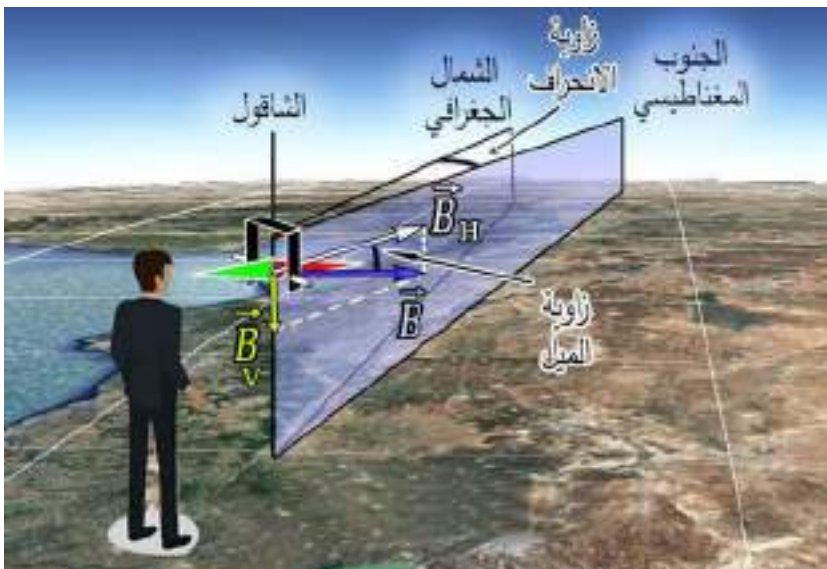 زاوية
الانحراف
الجنوب
المغناطيسي
الشمال
الجغرافي
الشاقول
B H
B
B V
زاوية
الميل